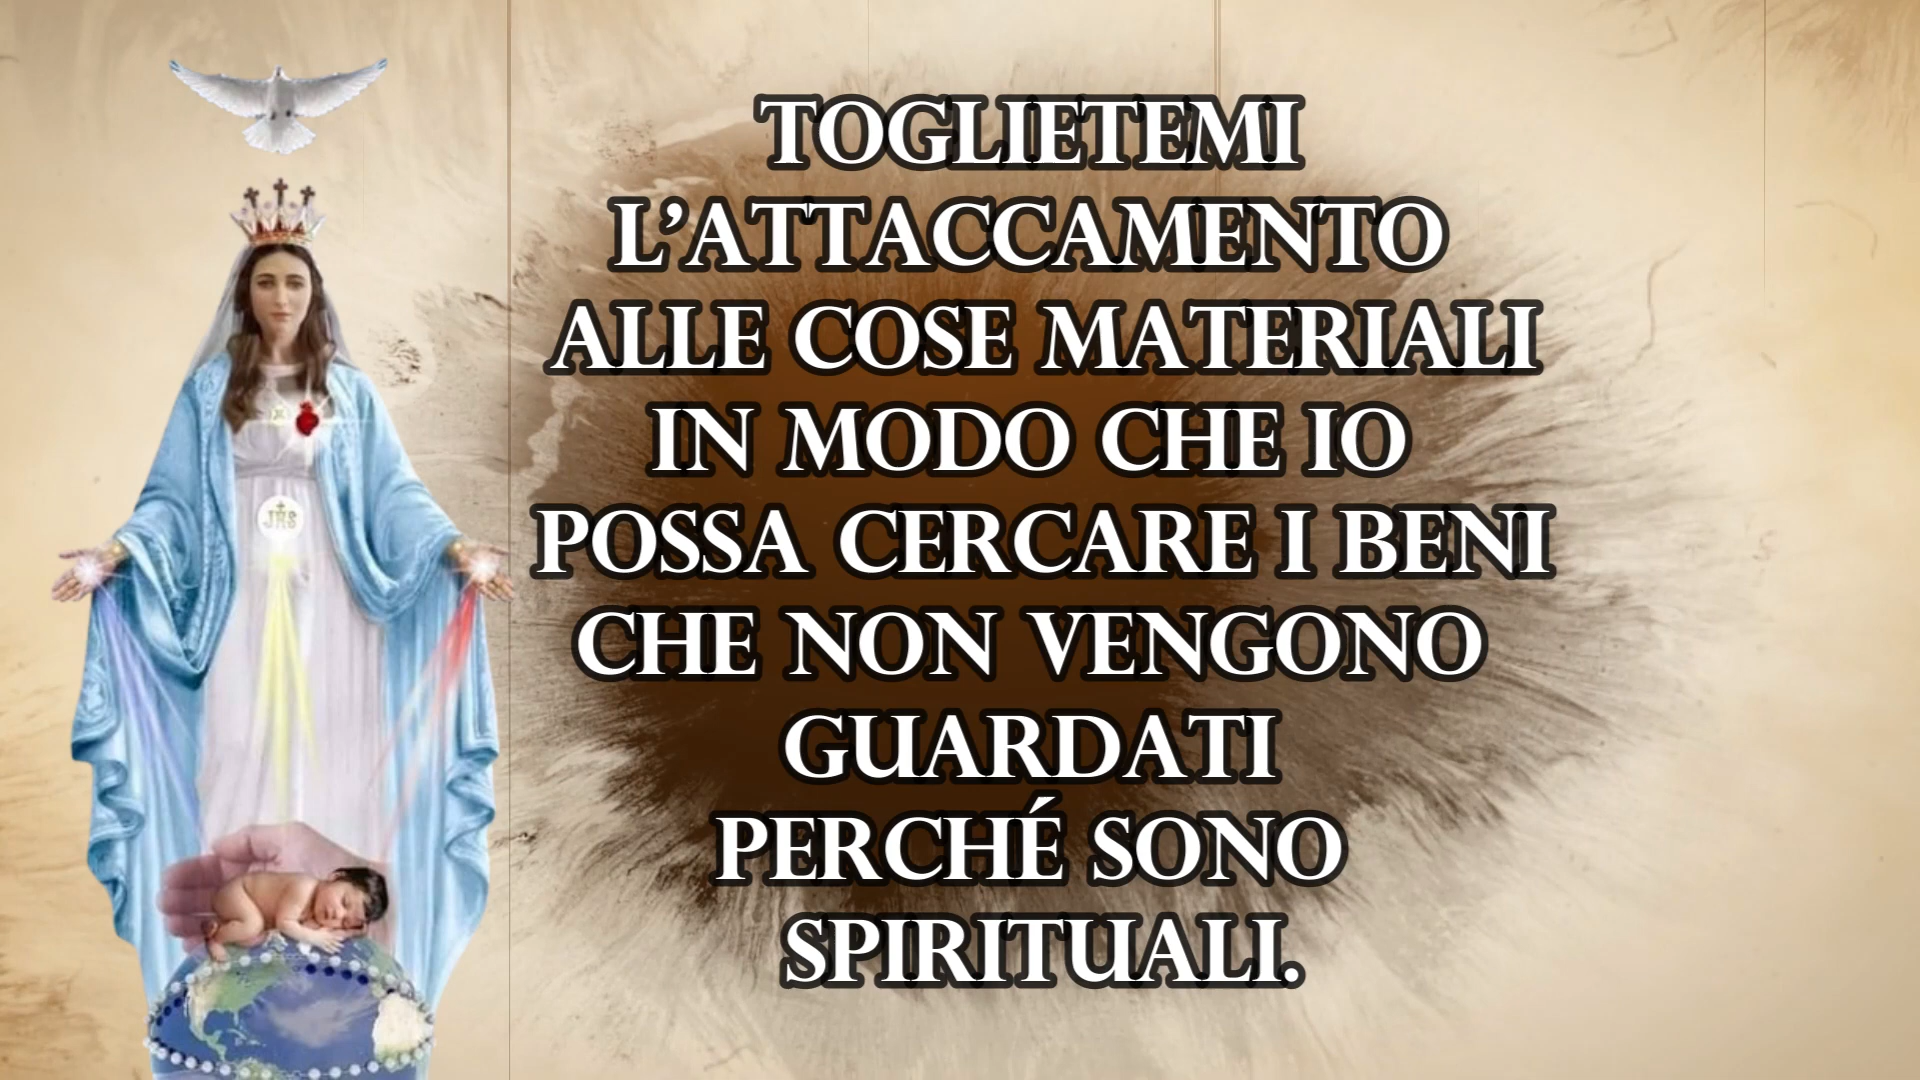 TOGLIETEMI
L’ATTACCAMENTO
ALLE COSE MATERIALI
IN MODO CHE IO
POSSA CERCARE I BENI
CHE NON VENGONO
GUARDATI
PERCHÉ SONO
SPIRITUALI.
JHS